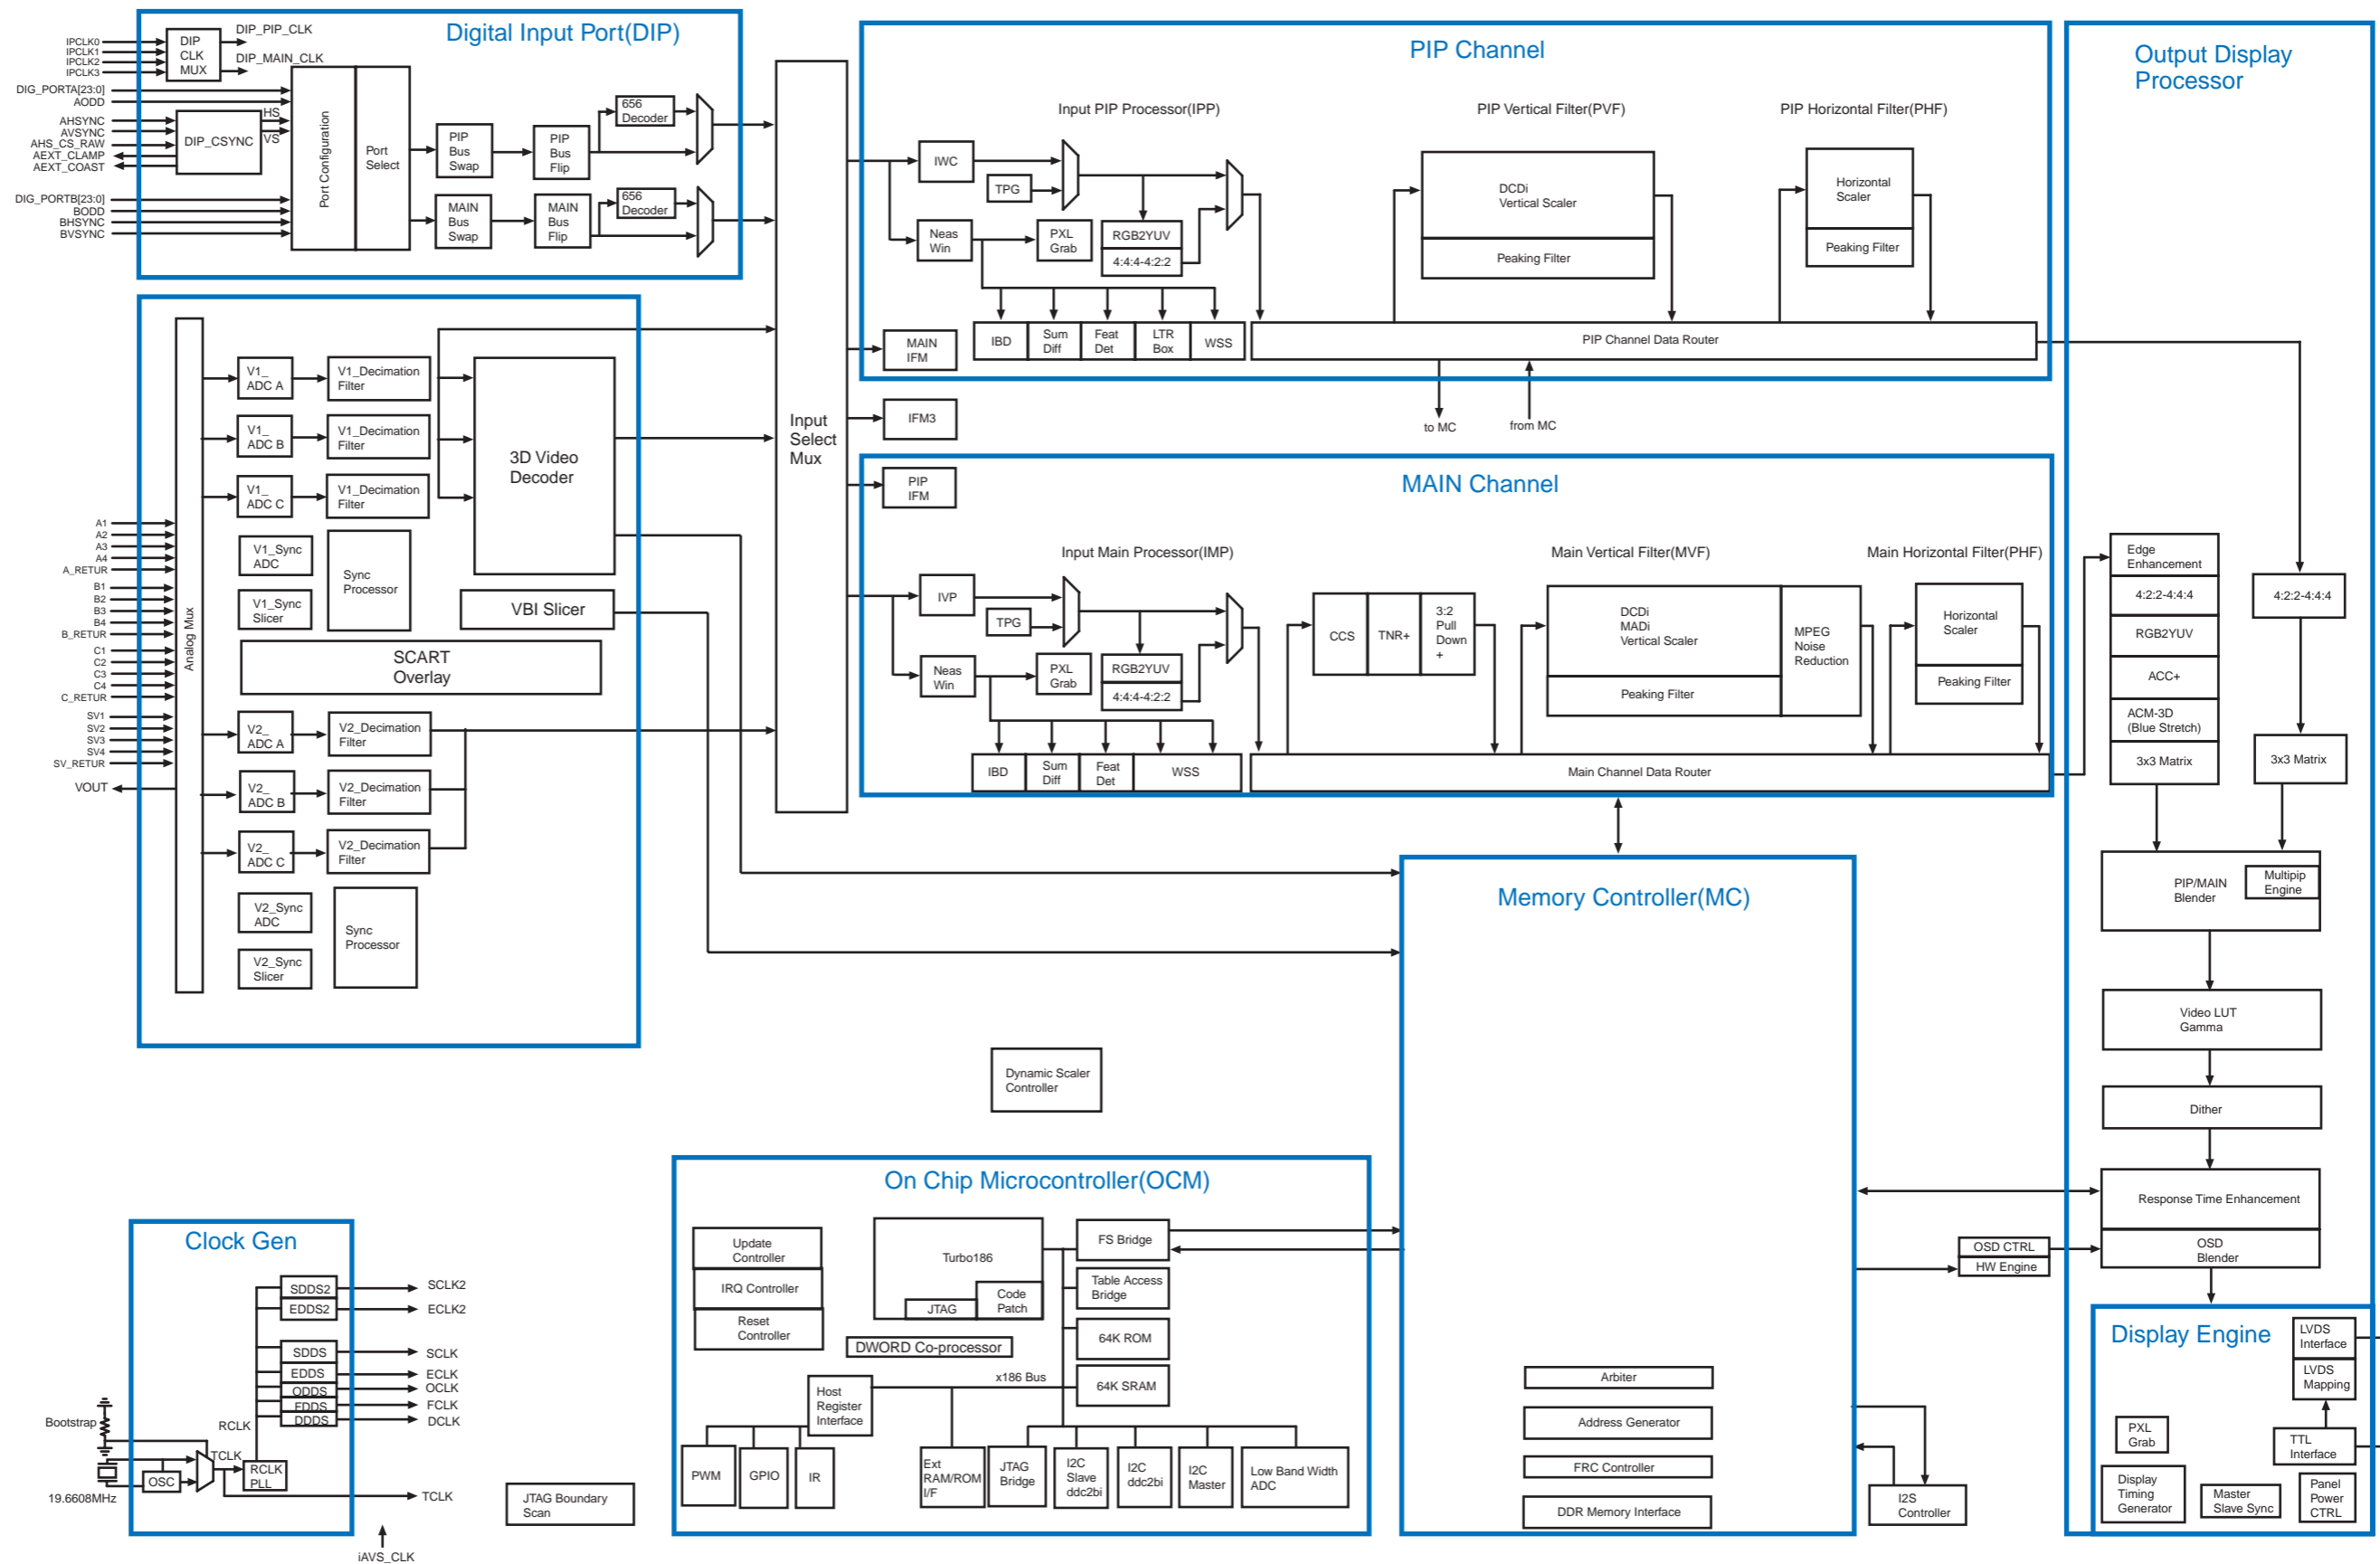 Digital Input Port(DIP)
IPCLK0
IPCLK1
IPCLK2
IPCLK3
DIP
CLK
MUX
DIP_PIP_CLK
DIP_MAIN_CLK
DIG_PORTA[23:0]
AODD
AHSYNC
AVSYNC
AHS_CS_RAW
AEXT_CLAMP
AEXT_COAST
DIP_CSYNC
HS
VS
DIG_PORTB[23:0]
BODD
BHSYNC
BVSYNC
Port Configuration
Port
Select
PIP
Bus
Swap
PIP
Bus
Flip
656
Decoder
MAIN
Bus
Swap
MAIN
Bus
Flip
656
Decoder
Analog Mux
V1_
ADC A
V1_Decimation
Filter
V1_
ADC B
V1_Decimation
Filter
V1_
ADC C
V1_Decimation
Filter
V1_Sync
ADC
V1_Sync
Slicer
Sync
Processor
3D Video
Decoder
VBI Slicer
SCART
Overlay
A1
A2
A3
A4
A_RETUR
B1
B2
B3
B4
B_RETUR
C1
C2
C3
C4
C_RETUR
SV1
SV2
SV3
SV4
SV_RETUR
VOUT
V2_
ADC A
V2_Decimation
Filter
V2_
ADC B
V2_Decimation
Filter
V2_
ADC C
V2_Decimation
Filter
V2_Sync
ADC
V2_Sync
Slicer
Sync
Processor
Input
Select
Mux
PIP Channel
Input PIP Processor(IPP)
PIP Vertical Filter(PVF)
PIP Horizontal Filter(PHF)
IWC
TPG
Neas
Win
PXL
Grab
RGB2YUV
4:4:4-4:2:2
DCDi
Vertical Scaler
Peaking Filter
Horizontal
Scaler
Peaking Filter
MAIN
IFM
IBD
Sum
Diff
Feat
Det
LTR
Box
WSS
PIP Channel Data Router
IFM3
to MC
from MC
PIP
IFM
MAIN Channel
Input Main Processor(IMP)
Main Vertical Filter(MVF)
Main Horizontal Filter(PHF)
IVP
TPG
Neas
Win
PXL
Grab
RGB2YUV
4:4:4-4:2:2
CCS
TNR+
3:2
Pull
Down
+
DCDi
MADi
Vertical Scaler
Peaking Filter
MPEG
Noise
Reduction
Horizontal
Scaler
Peaking Filter
IBD
Sum
Diff
Feat
Det
WSS
Main Channel Data Router
Output Display
Processor
Edge
Enhancement
4:2:2-4:4:4
RGB2YUV
ACC+
ACM-3D
(Blue Stretch)
3x3 Matrix
4:2:2-4:4:4
3x3 Matrix
PIP/MAIN
Blender
Multipip
Engine
Video LUT
Gamma
Dither
Response Time Enhancement
OSD
Blender
OSD CTRL
HW Engine
Display Engine
LVDS
Interface
LVDS
Mapping
TTL
Interface
PXL
Grab
Display
Timing
Generator
Master
Slave Sync
Panel
Power
CTRL
Memory Controller(MC)
Arbiter
Address Generator
FRC Controller
DDR Memory Interface
I2S
Controller
Dynamic Scaler
Controller
On Chip Microcontroller(OCM)
Update
Controller
IRQ Controller
Reset
Controller
Turbo186
JTAG
Code
Patch
DWORD Co-processor
FS Bridge
Table Access
Bridge
64K ROM
64K SRAM
x186 Bus
Host
Register
Interface
PWM
GPIO
IR
Ext
RAM/ROM
I/F
JTAG
Bridge
I2C
Slave
ddc2bi
I2C
ddc2bi
I2C
Master
Low Band Width
ADC
Clock Gen
SDDS2
SCLK2
EDDS2
ECLK2
SDDS
SCLK
EDDS
ECLK
ODDS
OCLK
FDDS
FCLK
DDDS
DCLK
Bootstrap
RCLK
TCLK
OSC
RCLK
PLL
19.6608MHz
TCLK
iAVS_CLK
JTAG Boundary
Scan